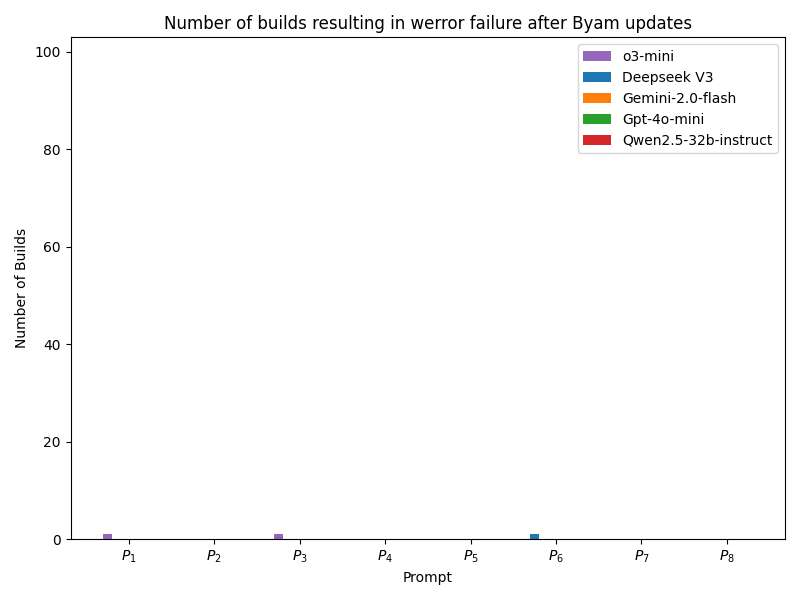 Number of builds resulting in werror failure after Byam updates
o3-mini
Deepseek V3
Gemini-2.0-flash
Gpt-4o-mini
Qwen2.5-32b-instruct
Number of Builds
100
80
60
40
20
0
P₁ P₂ P₃ P₄ P₅ P₆ P₇ P₈
Prompt